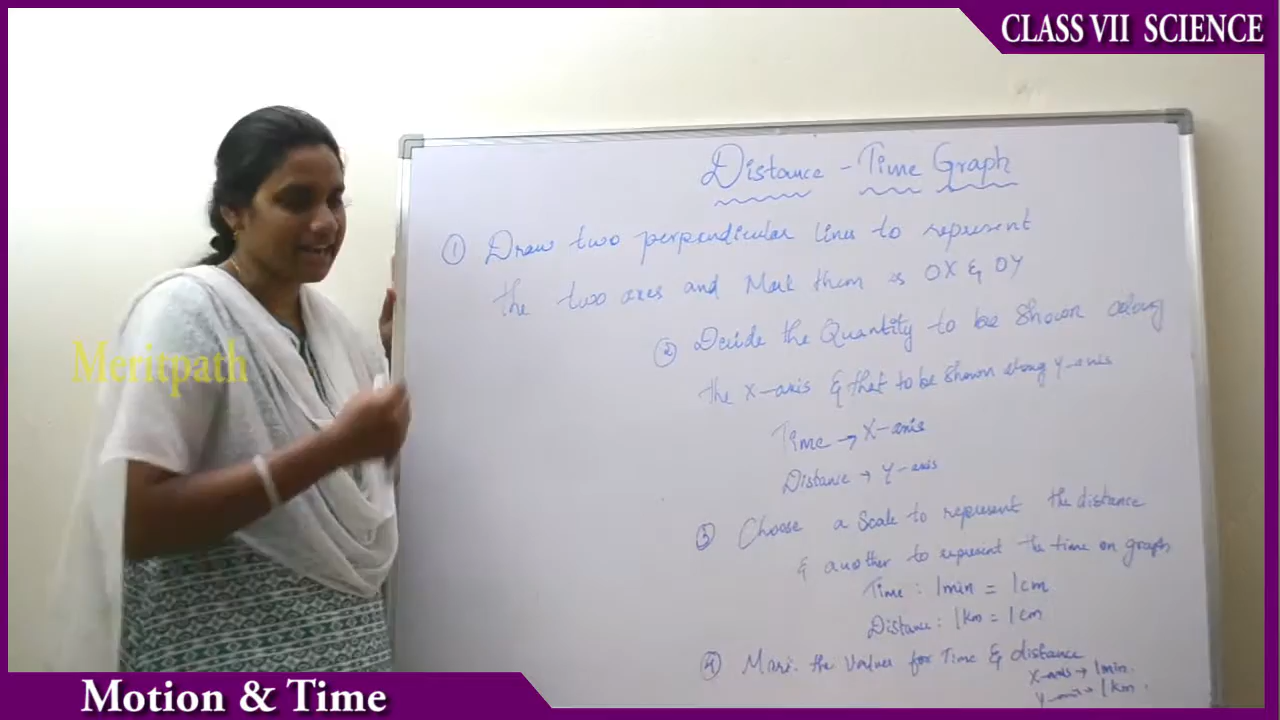 CLASS VII SCIENCE
Distance - Time Graph
① Draw two perpendicular lines to represent
the two axes and Mark them is OX & OY
② Decide the Quantity to be Shown along
the X-axis & that to be shown along Y-axis
Time → X-axis
Distance → Y-axis
③ Choose a Scale to represent the distance
& another to represent the time on graph
Time : 1min = 1cm
Distance : 1km = 1cm
④ Mark the Values for Time & distance
X-axis → 1min.
Y-axis → 1km.
Meritpath
Motion & Time